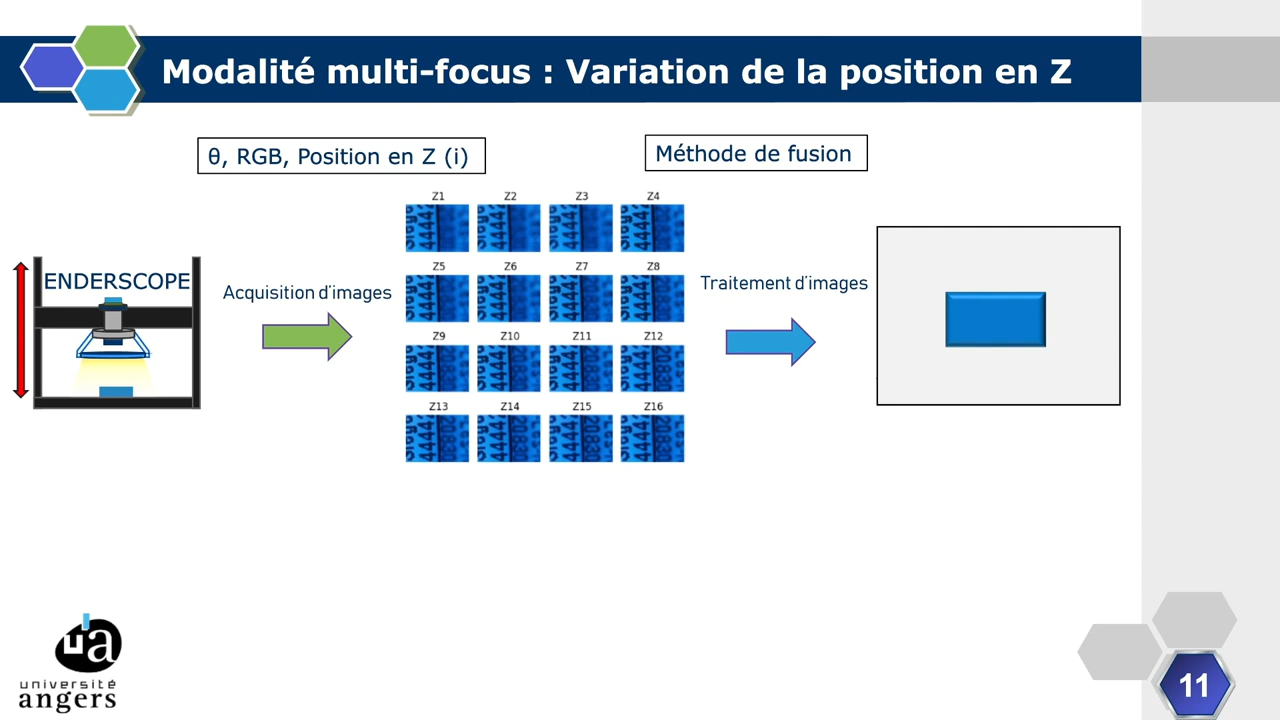 Modalité multi-focus : Variation de la position en Z
θ, RGB, Position en Z (i)
Méthode de fusion
ENDERSCOPE
Acquisition d'images
Z1 Z2 Z3 Z4
Z5 Z6 Z7 Z8
Z9 Z10 Z11 Z12
Z13 Z14 Z15 Z16
Traitement d'images
ua
université
angers
11